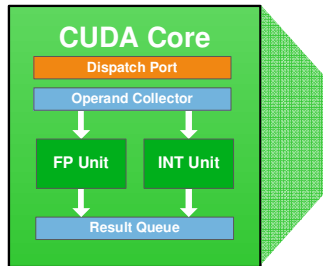 CUDA Core
Dispatch Port
Operand Collector
FP Unit
INT Unit
Result Queue